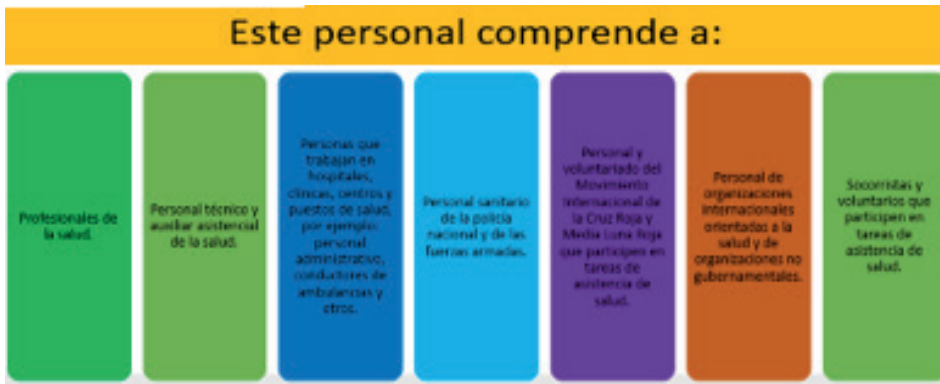 Este personal comprende a:
Profesionales de
la salud.
Personal técnico y
auxiliar asistencial
de la salud.
Personas que
trabajan en
hospitales,
clínicas, centros y
puestos de salud,
por ejemplo:
personal
administrativo,
conductores de
ambulancias y
otros.
Personal sanitario
de la policía
nacional y de las
fuerzas armadas.
Personal y
voluntariado del
Movimiento
Internacional de
la Cruz Roja y
Media Luna Roja
que participen en
tareas de
asistencia de
salud.
Personal de
organizaciones
internacionales
orientadas a la
salud y de
organizaciones no
gubernamentales.
Socorristas y
voluntarios que
participen en
tareas de
asistencia de
salud.